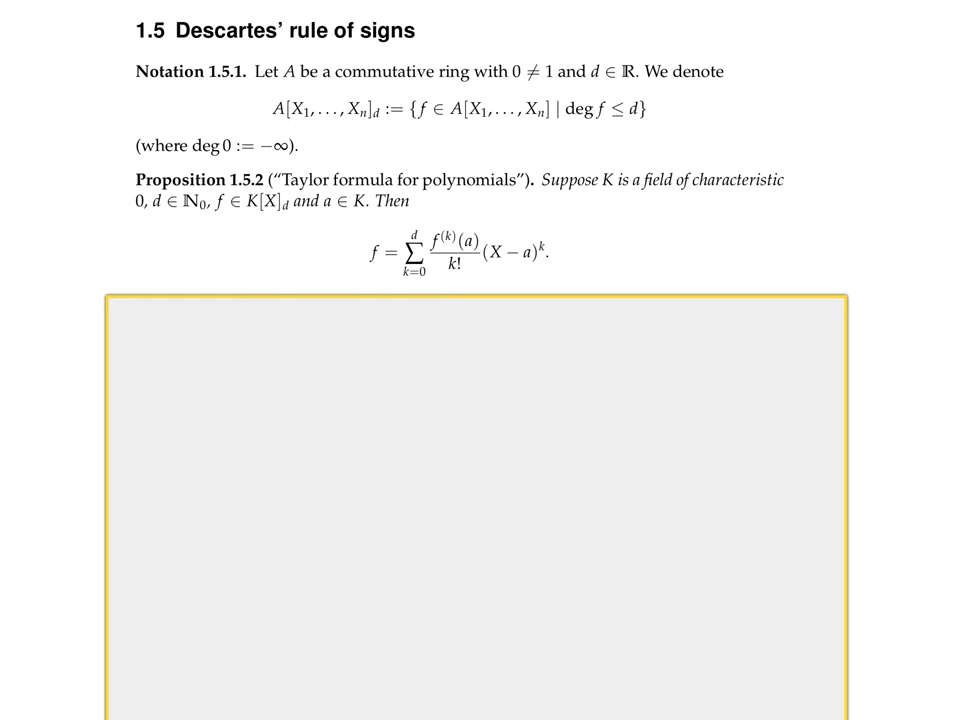 1.5 Descartes’ rule of signs
Notation 1.5.1. Let A be a commutative ring with 0 ≠ 1 and d ∈ ℝ. We denote
A[X₁, . . . , Xₙ]_d := {f ∈ A[X₁, . . . , Xₙ] | deg f ≤ d}
(where deg 0 := −∞).
Proposition 1.5.2 (“Taylor formula for polynomials”). Suppose K is a field of characteristic
0, d ∈ ℕ₀, f ∈ K[X]_d and a ∈ K. Then
f = ∑_{k=0}^{d} \frac{f^{(k)}(a)}{k!} (X − a)^k.